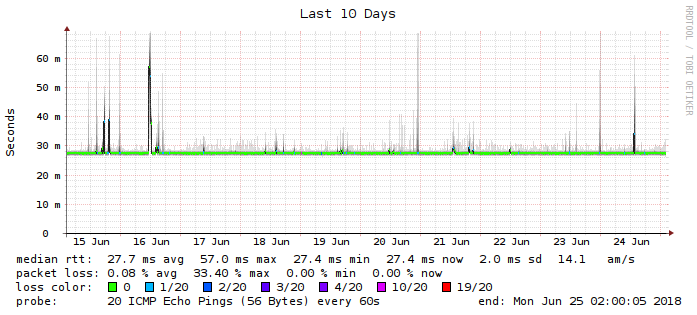 Last 10 Days
RRDTOOL / TOBI OETIKER
Seconds
60 m
50 m
40 m
30 m
20 m
10 m
0
15 Jun 16 Jun 17 Jun 18 Jun 19 Jun 20 Jun 21 Jun 22 Jun 23 Jun 24 Jun
median rtt: 27.7 ms avg 57.0 ms max 27.4 ms min 27.4 ms now 2.0 ms sd 14.1 am/s
packet loss: 0.08 % avg 33.40 % max 0.00 % min 0.00 % now
loss color: 0 1/20 2/20 3/20 4/20 10/20 19/20
probe: 20 ICMP Echo Pings (56 Bytes) every 60s end: Mon Jun 25 02:00:05 2018